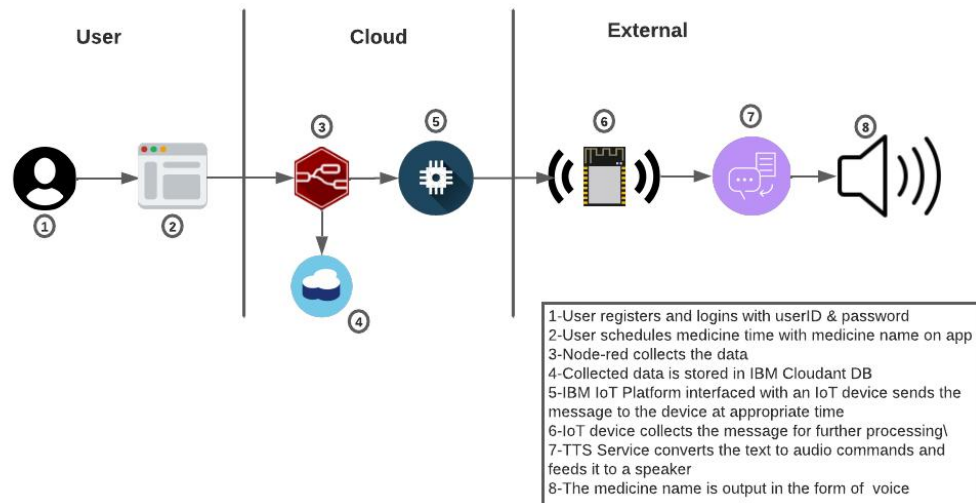 User
Cloud
External
3
5
6
7
8
1
2
4
1-User registers and logins with userID & password
2-User schedules medicine time with medicine name on app
3-Node-red collects the data
4-Collected data is stored in IBM Cloudant DB
5-IBM IoT Platform interfaced with an IoT device sends the
message to the device at appropriate time
6-IoT device collects the message for further processing\
7-TTS Service converts the text to audio commands and
feeds it to a speaker
8-The medicine name is output in the form of  voice